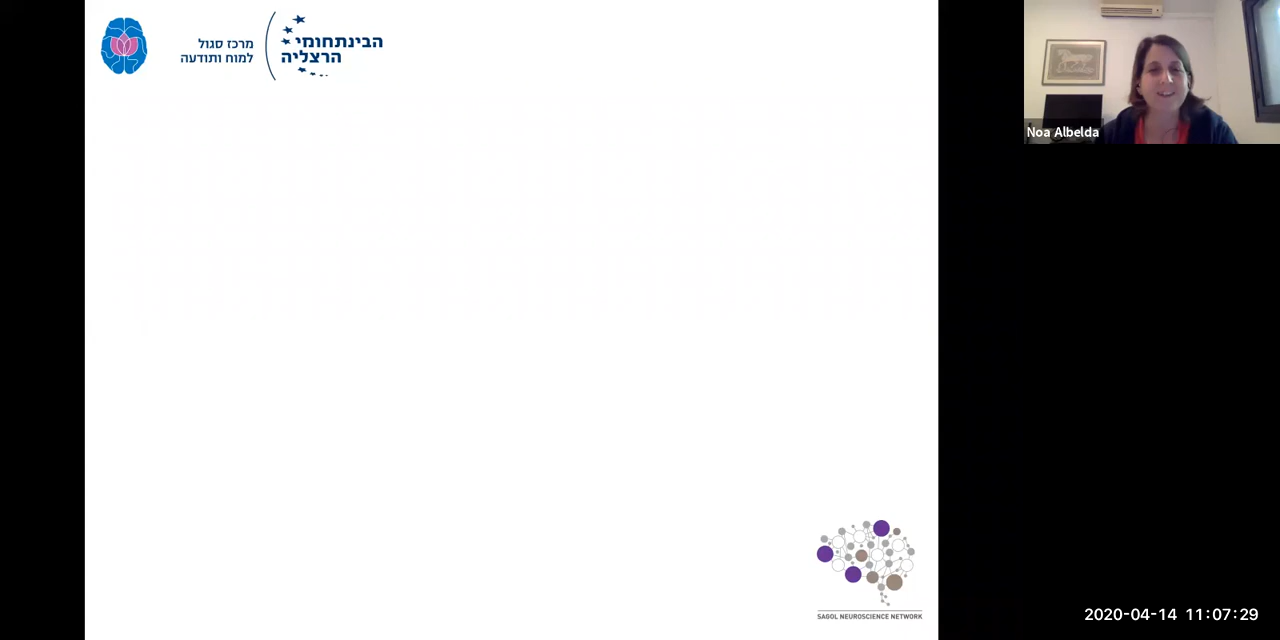 מרכז סגול
למוח ותודעה
הבינתחומי
הרצליה
Noa Albelda
SAGOL NEUROSCIENCE NETWORK
2020-04-14 11:07:29